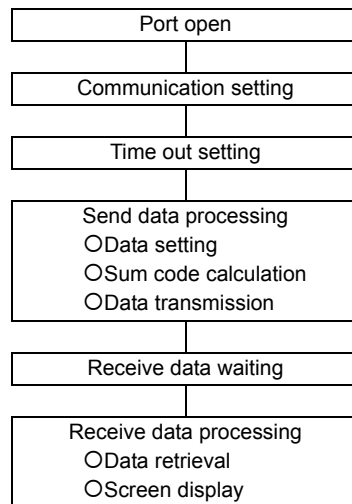 Port open
Communication setting
Time out setting
Send data processing
○Data setting
○Sum code calculation
○Data transmission
Receive data waiting
Receive data processing
○Data retrieval
○Screen display